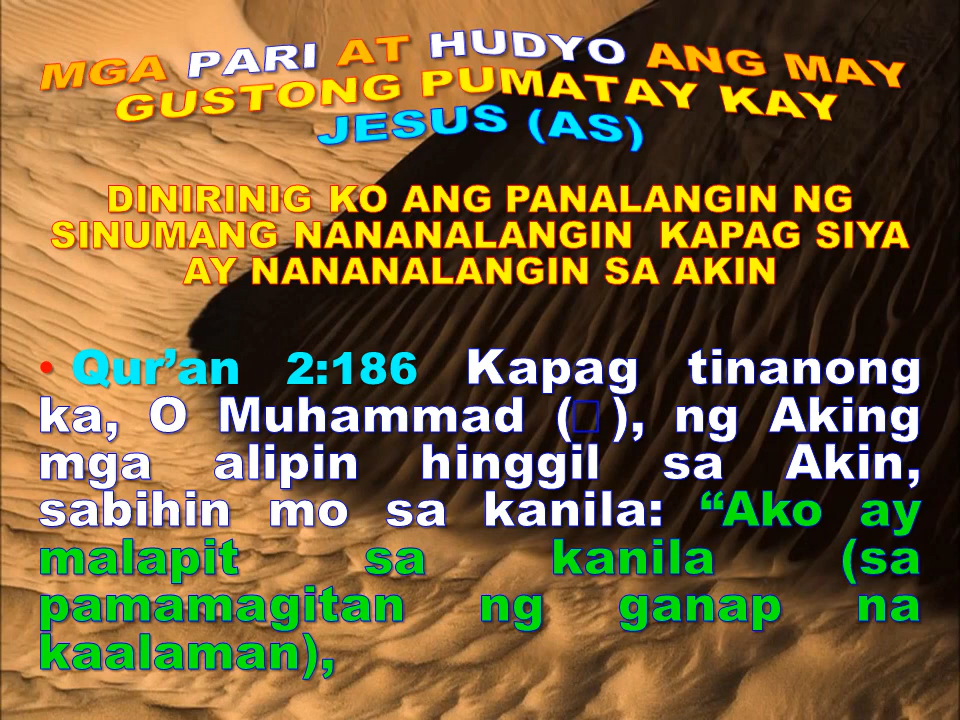 MGA PARI AT HUDYO ANG MAY
GUSTONG PUMATAY KAY
JESUS (AS)
DINIRINIG KO ANG PANALANGIN NG
SINUMANG NANANALANGIN KAPAG SIYA
AY NANANALANGIN SA AKIN
• Qur’an 2:186 Kapag tinanong
ka, O Muhammad (□), ng Aking
mga alipin hinggil sa Akin,
sabihin mo sa kanila: “Ako ay
malapit sa kanila (sa
pamamagitan ng ganap na
kaalaman),